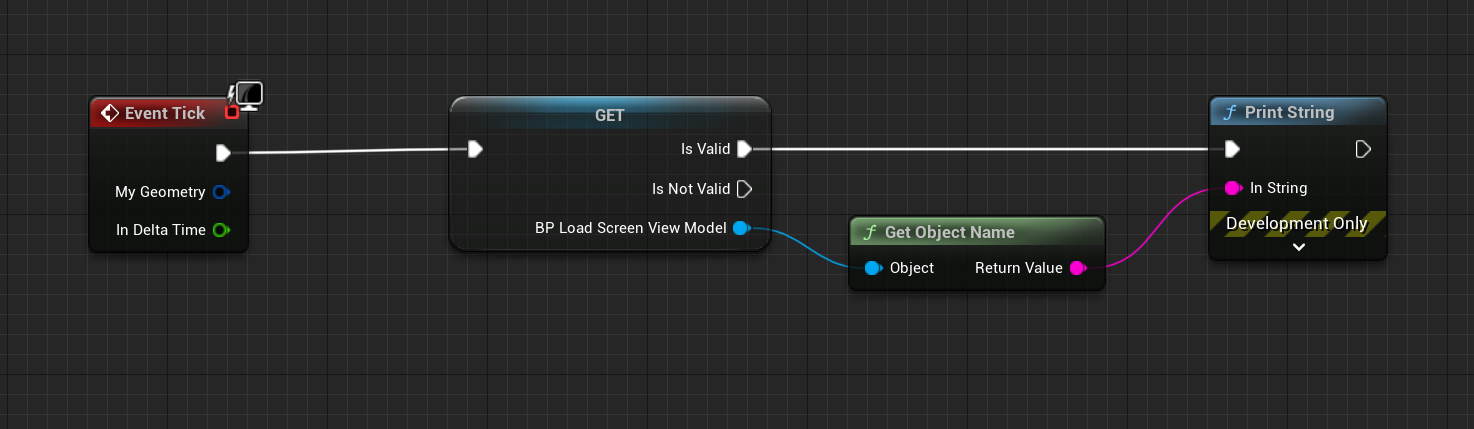 Event Tick
My Geometry
In Delta Time
GET
Is Valid
Is Not Valid
BP Load Screen View Model
f Get Object Name
Object
Return Value
f Print String
In String
Development Only